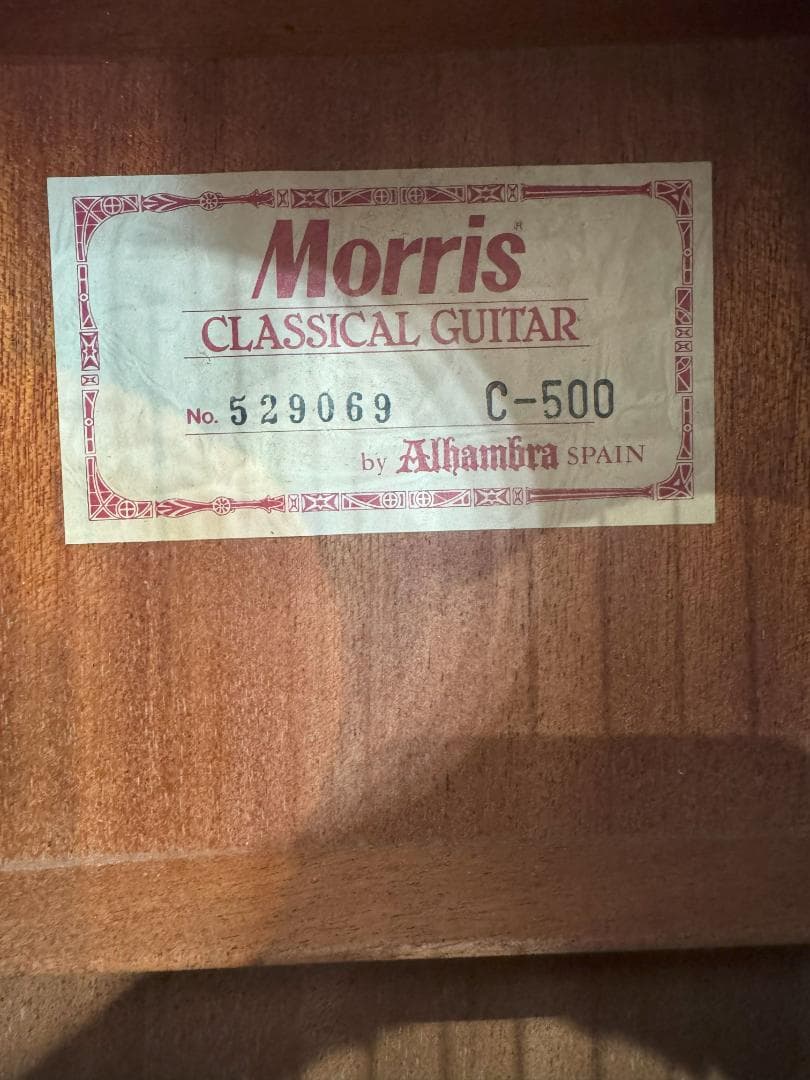 Morris®
CLASSICAL GUITAR
No. 529069 C-500
by Alhambra SPAIN